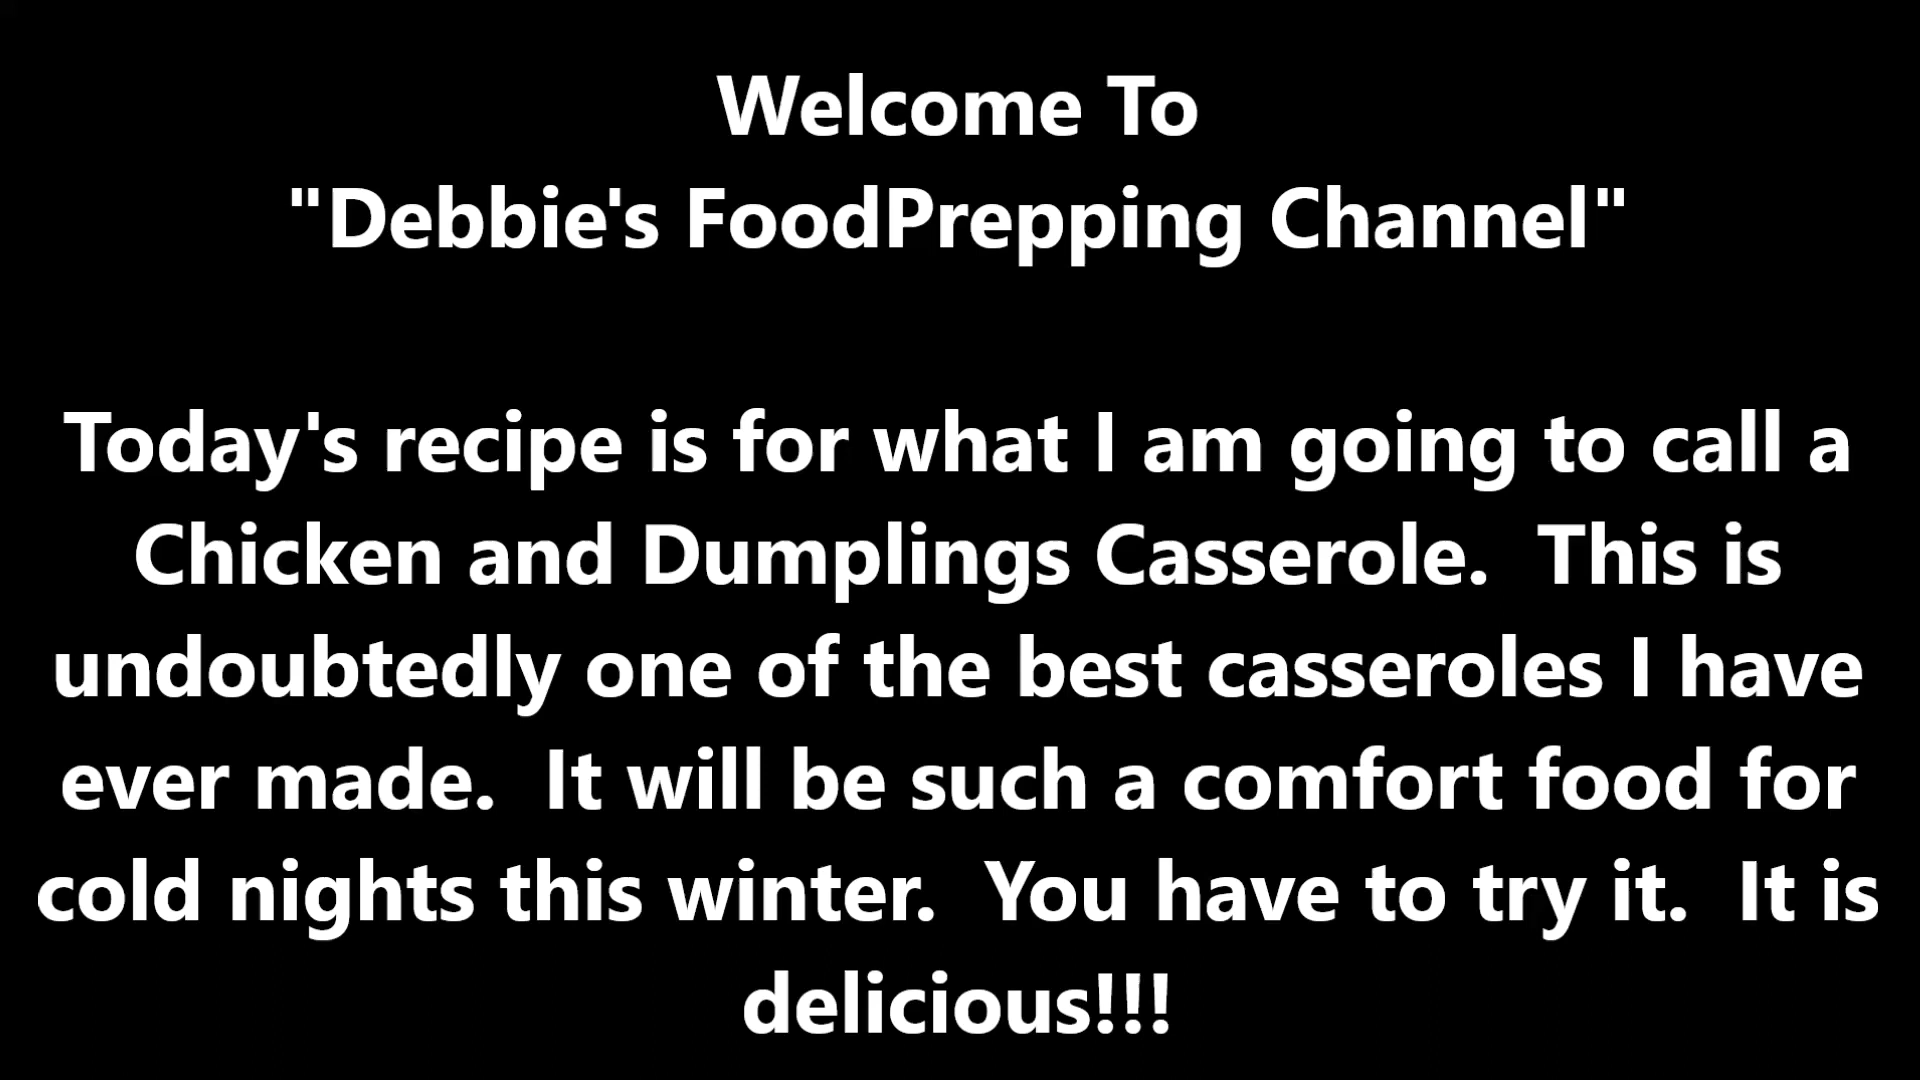 Welcome To
"Debbie's FoodPrepping Channel"
Today's recipe is for what I am going to call a
Chicken and Dumplings Casserole.  This is
undoubtedly one of the best casseroles I have
ever made.  It will be such a comfort food for
cold nights this winter.  You have to try it.  It is
delicious!!!